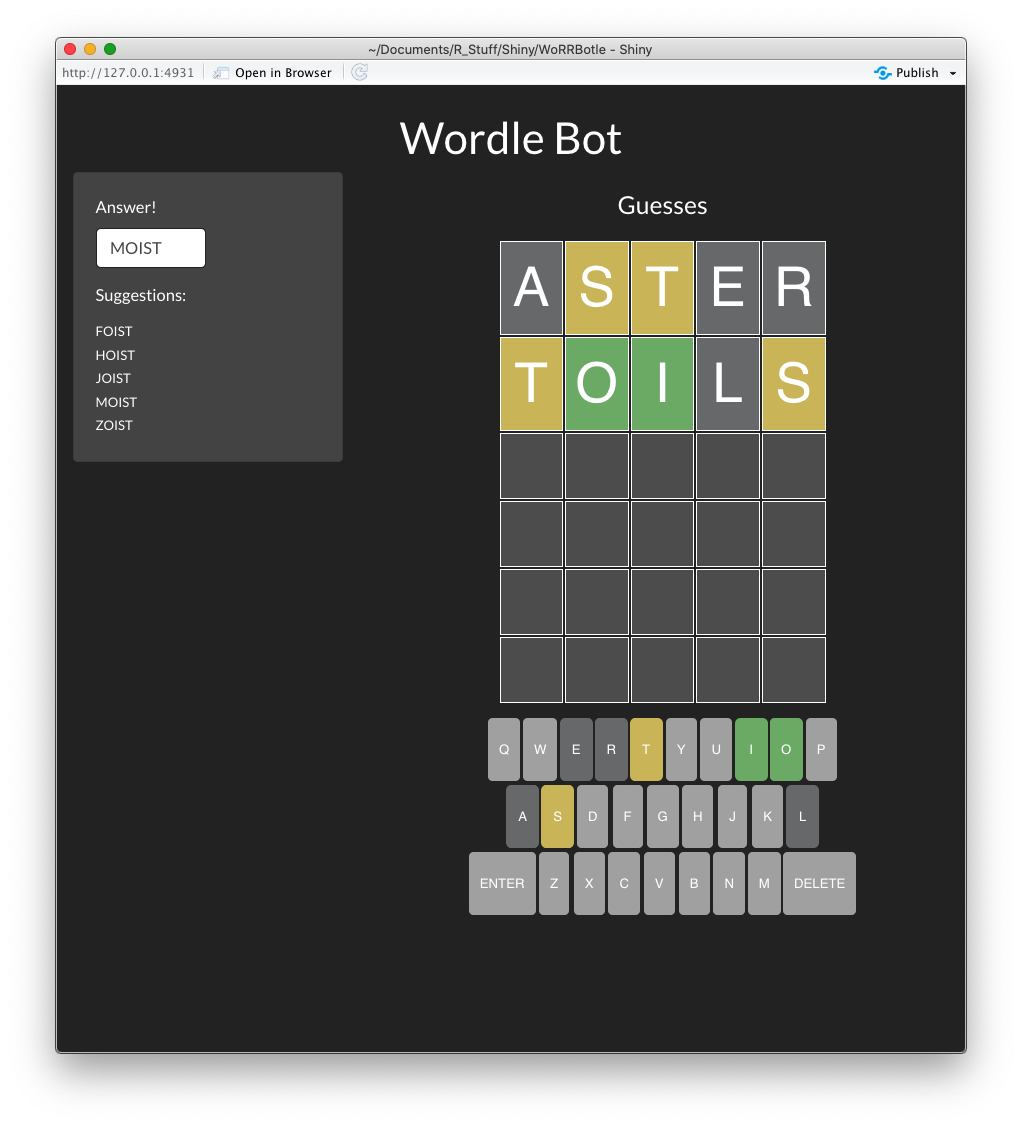 ~/Documents/R_Stuff/Shiny/WoRRBotle - Shiny
http://127.0.0.1:4931 Open in Browser Publish
Wordle Bot
Answer!
MOIST
Suggestions:
FOIST
HOIST
JOIST
MOIST
ZOIST
Guesses
A S T E R
T O I L S
Q W E R T Y U I O P
A S D F G H J K L
ENTER Z X C V B N M DELETE